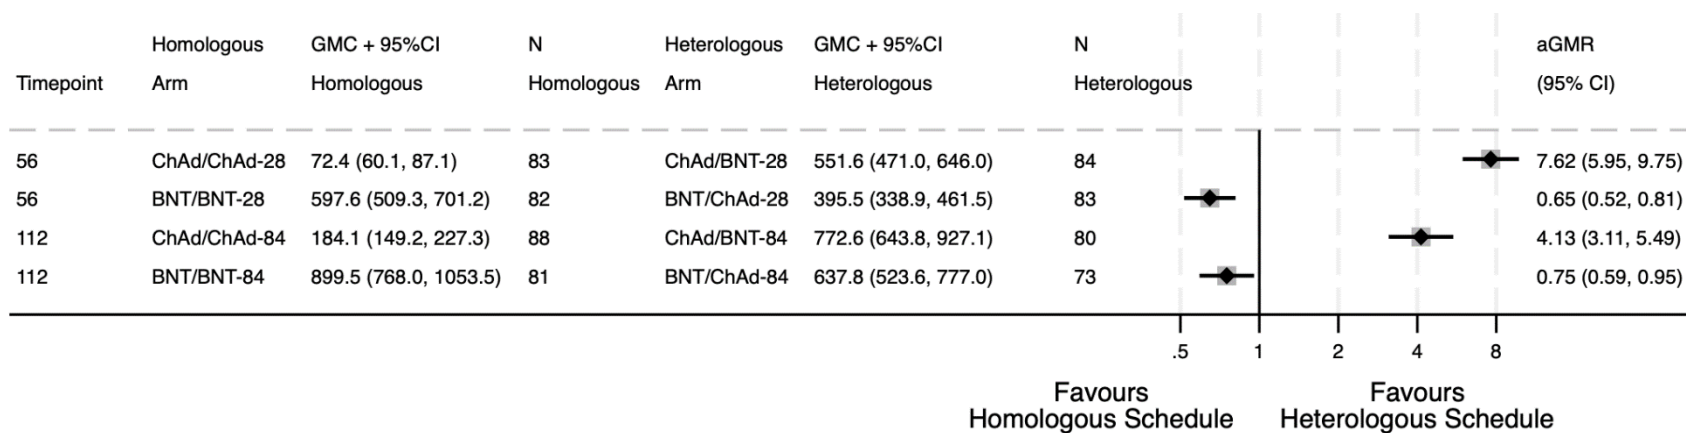 Homologous GMC + 95%CI N Heterologous GMC + 95%CI N aGMR
Timepoint Arm Homologous Homologous Arm Heterologous Heterologous (95% CI)
56 ChAd/ChAd-28 72.4 (60.1, 87.1) 83 ChAd/BNT-28 551.6 (471.0, 646.0) 84 7.62 (5.95, 9.75)
56 BNT/BNT-28 597.6 (509.3, 701.2) 82 BNT/ChAd-28 395.5 (338.9, 461.5) 83 0.65 (0.52, 0.81)
112 ChAd/ChAd-84 184.1 (149.2, 227.3) 88 ChAd/BNT-84 772.6 (643.8, 927.1) 80 4.13 (3.11, 5.49)
112 BNT/BNT-84 899.5 (768.0, 1053.5) 81 BNT/ChAd-84 637.8 (523.6, 777.0) 73 0.75 (0.59, 0.95)
.5 1 2 4 8
Favours Favours
Homologous Schedule Heterologous Schedule